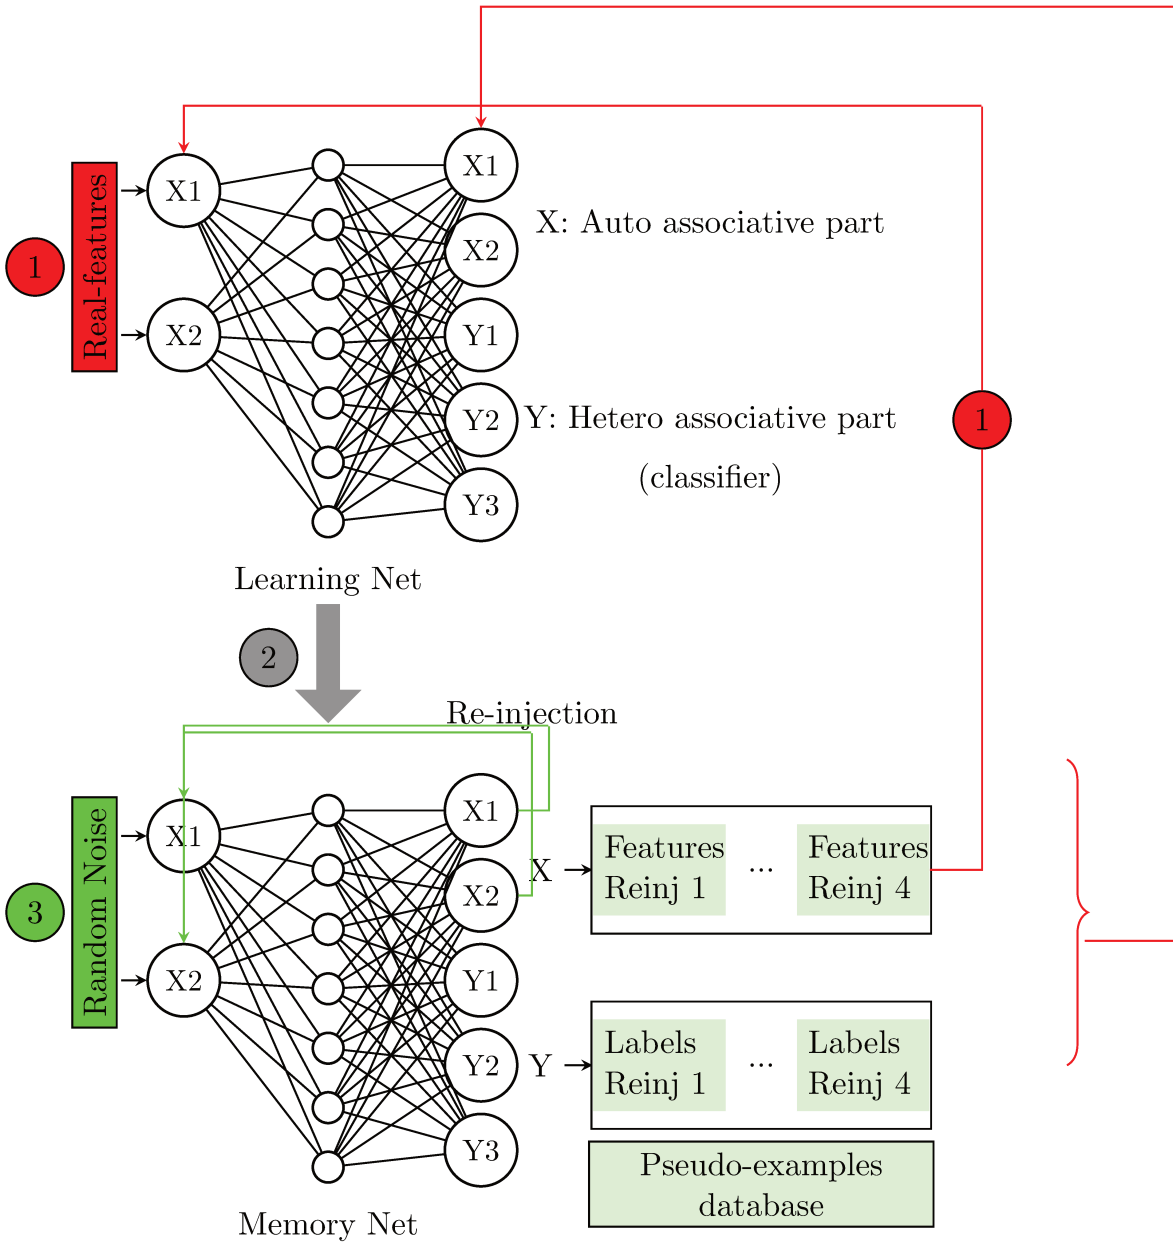 X1
X1
X: Auto associative part
X2
1
Real-features
X2
Y1
Y2
Y: Hetero associative part
1
(classifier)
Y3
Learning Net
2
Re-injection
X1
X1
3
Random Noise
X2
X
Features
Reinj 1
...
Features
Reinj 4
X2
Y1
Y2
Y
Labels
Reinj 1
...
Labels
Reinj 4
Y3
Pseudo-examples
database
Memory Net